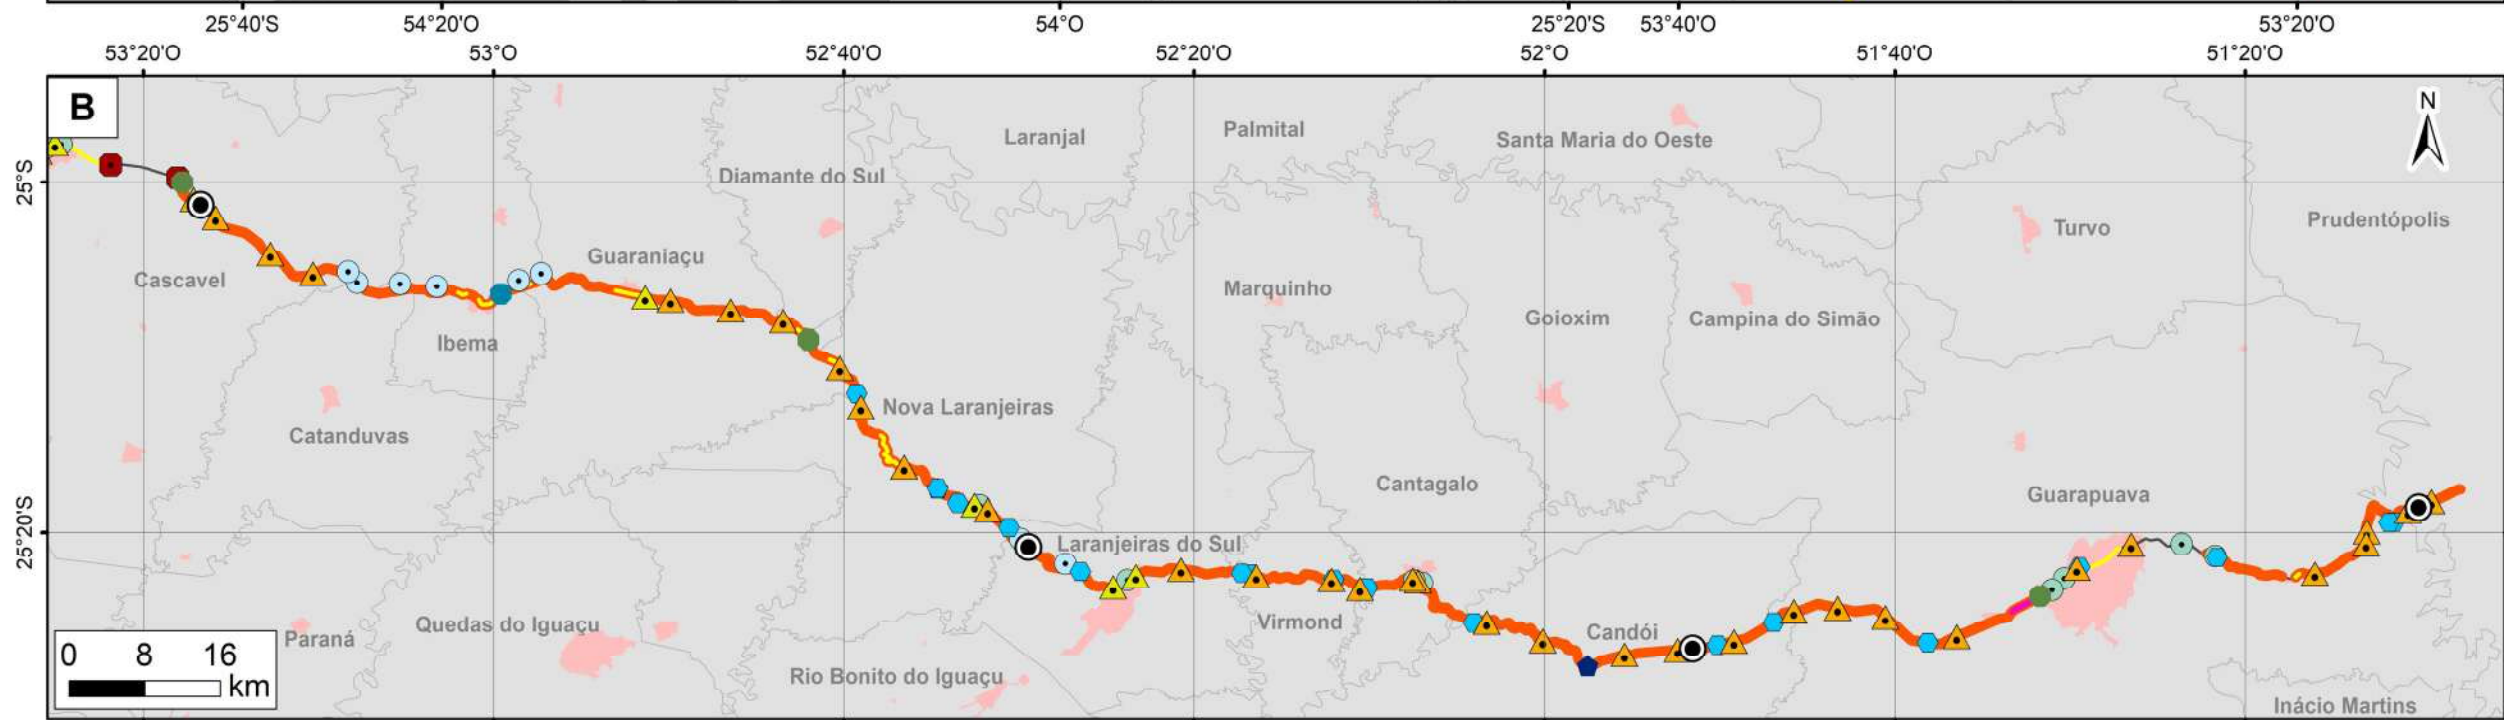 25°40'S 54°20'O 54°O 25°20'S 53°40'O 53°20'O
53°20'O 53°O 52°40'O 52°20'O 52°O 51°40'O 51°20'O
B
N
Laranjal
Palmital
Santa Maria do Oeste
25°S
Diamante do Sul
Prudentópolis
Turvo
Guaraniaçu
Cascavel
Marquinho
Goioxim
Campina do Simão
Ibema
Nova Laranjeiras
Catanduvas
Cantagalo
Guarapuava
25°20'S
Laranjeiras do Sul
Virmond
Quedas do Iguaçu
Candói
Paraná
0 8 16
km
Rio Bonito do Iguaçu
Inácio Martins